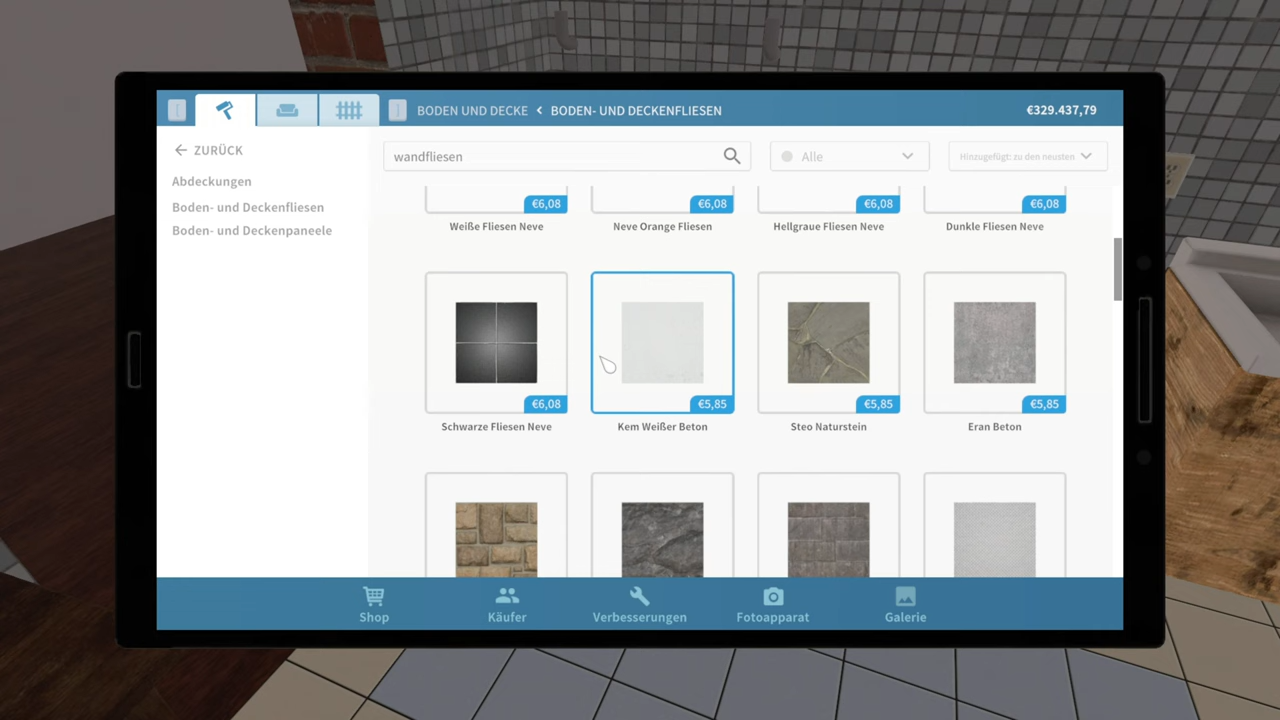 BODEN UND DECKE < BODEN- UND DECKENFLIESEN
€329.437,79
ZURÜCK
wandfliesen
Alle
Hinzugefügt: zu den neusten
Abdeckungen
Boden- und Deckenfliesen
Boden- und Deckenpaneele
€6,08
€6,08
€6,08
€6,08
Weiße Fliesen Neve
Neve Orange Fliesen
Hellgraue Fliesen Neve
Dunkle Fliesen Neve
€6,08
€5,85
€5,85
€5,85
Schwarze Fliesen Neve
Kem Weißer Beton
Steo Naturstein
Eran Beton
Shop
Käufer
Verbesserungen
Fotoapparat
Galerie